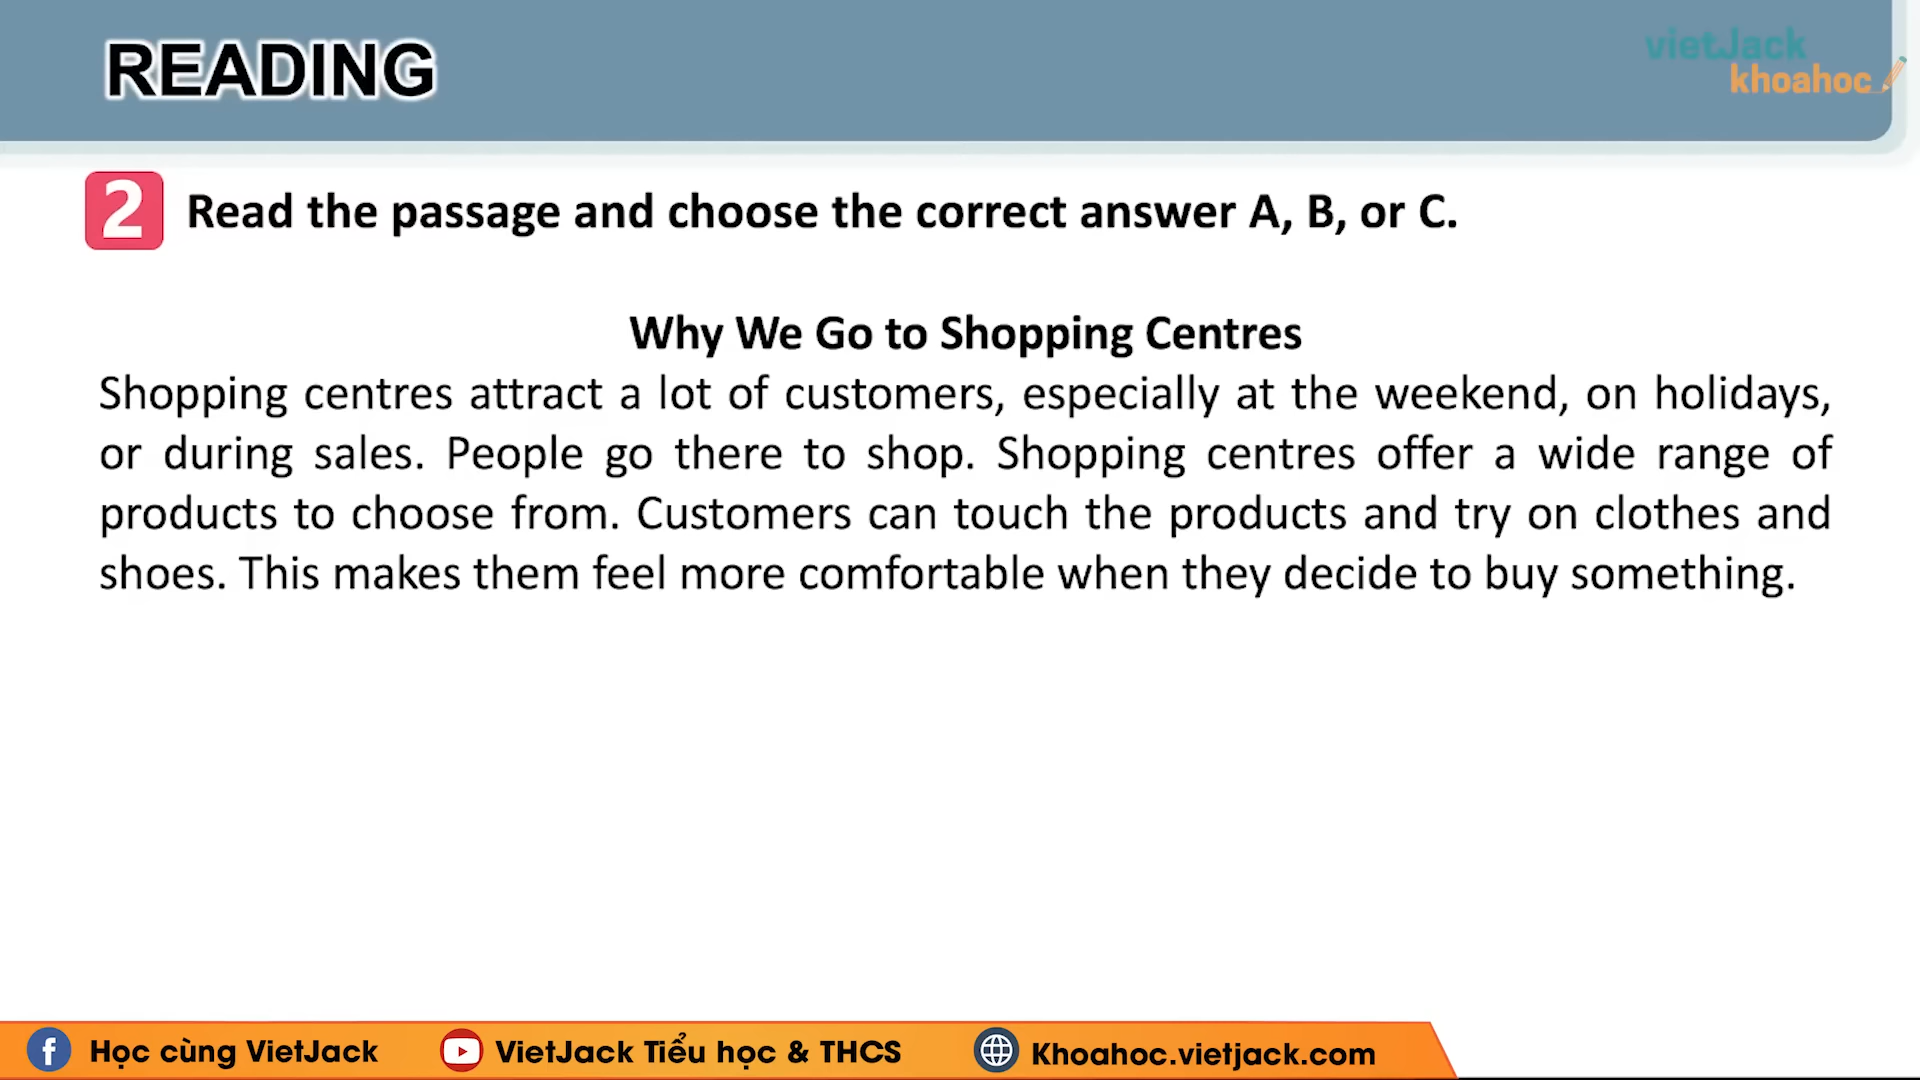 READING
vietJack
khoahoc
2 Read the passage and choose the correct answer A, B, or C.
Why We Go to Shopping Centres
Shopping centres attract a lot of customers, especially at the weekend, on holidays,
or during sales. People go there to shop. Shopping centres offer a wide range of
products to choose from. Customers can touch the products and try on clothes and
shoes. This makes them feel more comfortable when they decide to buy something.
Học cùng VietJack VietJack Tiểu học & THCS Khoahoc.vietjack.com